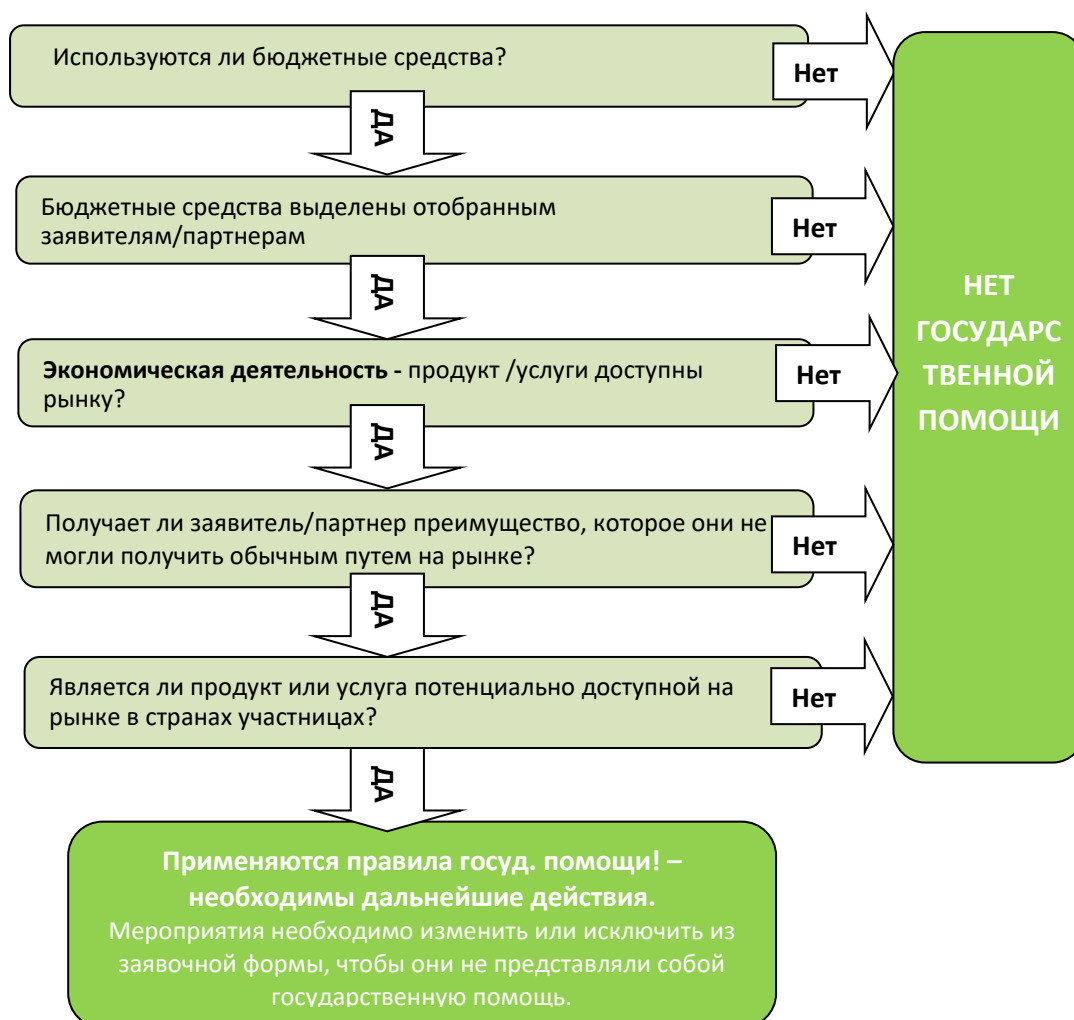 Используются ли бюджетные средства?
Нет
ДА
Бюджетные средства выделены отобранным
заявителям/партнерам
Нет
ДА
Экономическая деятельность - продукт /услуги доступны
рынку?
Нет
ДА
Получает ли заявитель/партнер преимущество, которое они не
могли получить обычным путем на рынке?
Нет
ДА
Является ли продукт или услуга потенциально доступной на
рынке в странах участницах?
Нет
ДА
НЕТ
ГОСУДАРС
ТВЕННОЙ
ПОМОЩИ
Применяются правила госуд. помощи! –
необходимы дальнейшие действия.
Мероприятия необходимо изменить или исключить из
заявочной формы, чтобы они не представляли собой
государственную помощь.